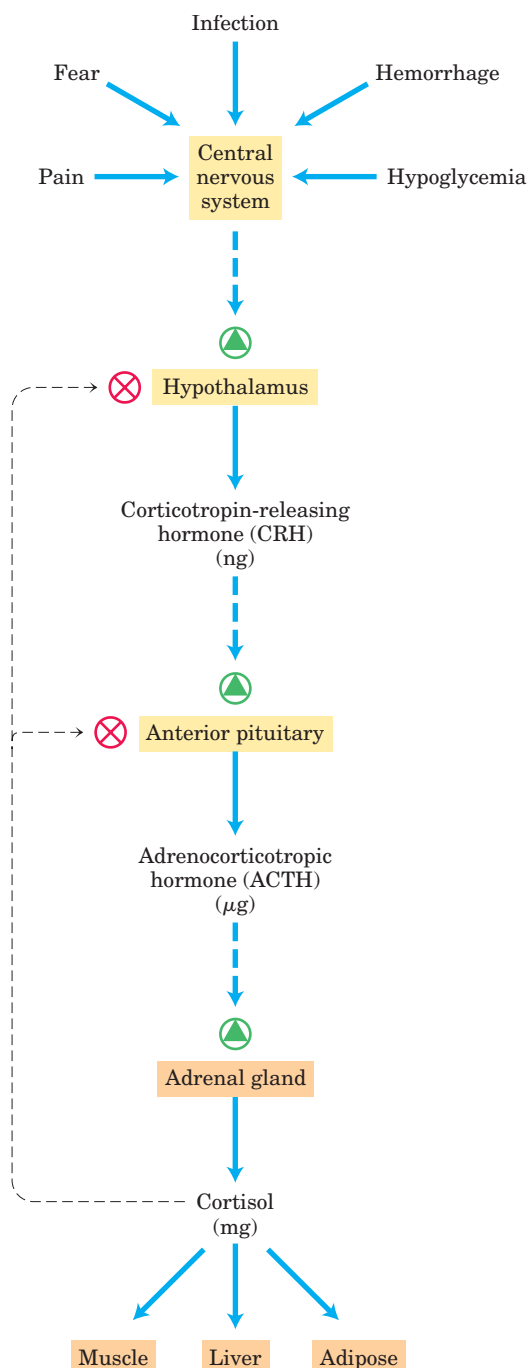 Infection
Fear
Hemorrhage
Central
nervous
system
Pain
Hypoglycemia
Hypothalamus
Corticotropin-releasing
hormone (CRH)
(ng)
Anterior pituitary
Adrenocorticotropic
hormone (ACTH)
(μg)
Adrenal gland
Cortisol
(mg)
Muscle
Liver
Adipose